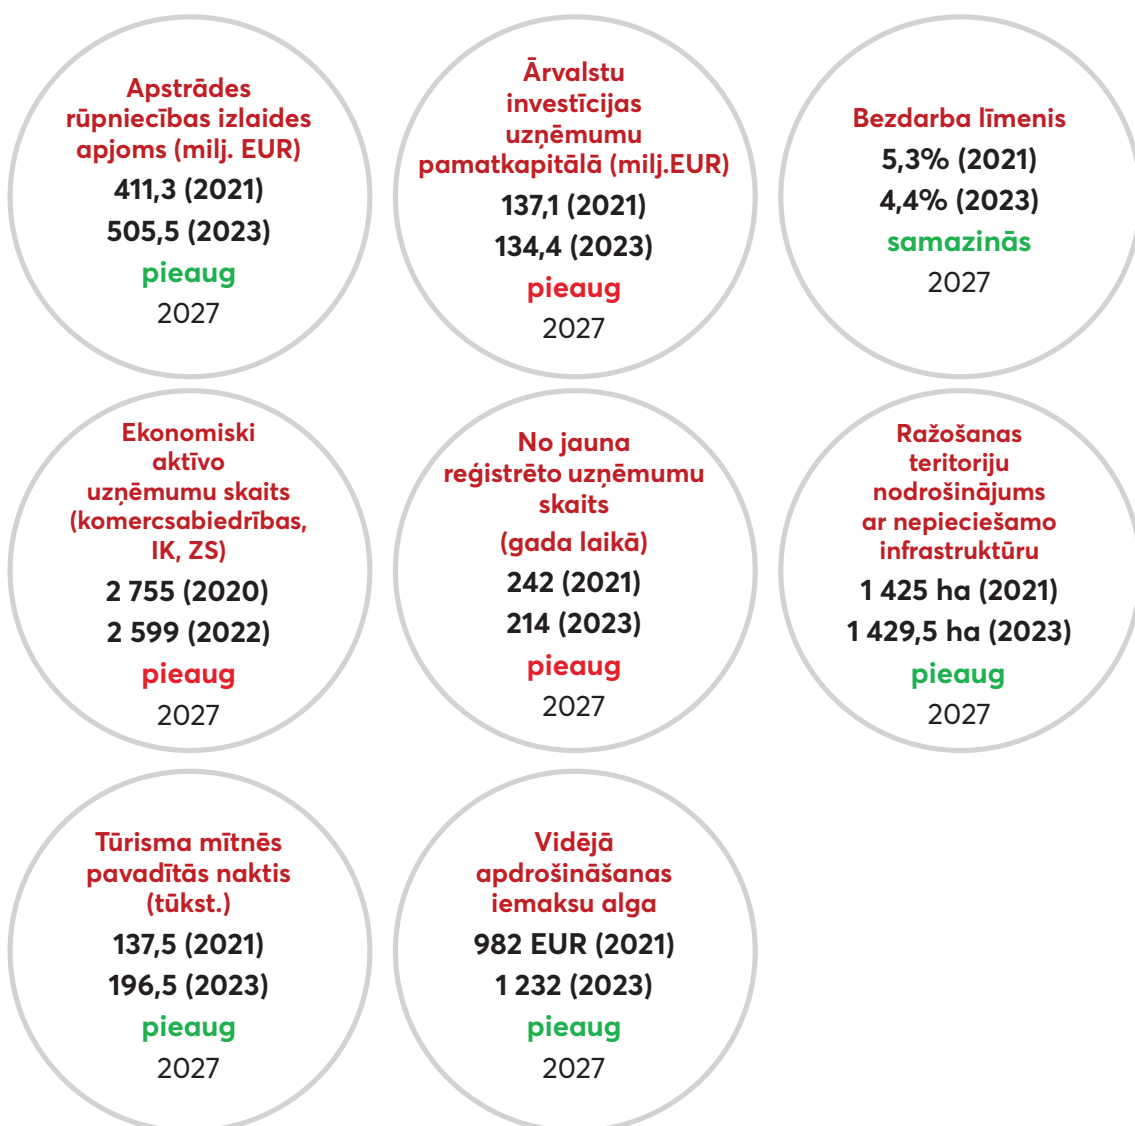 Apstrādes
rūpniecības izlaides
apjoms (milj. EUR)
411,3 (2021)
505,5 (2023)
pieaug
2027
Ārvalstu
investīcijas
uzņēmumu
pamatkapitālā (milj.EUR)
137,1 (2021)
134,4 (2023)
pieaug
2027
Bezdarba līmenis
5,3% (2021)
4,4% (2023)
samazinās
2027
Ekonomiski
aktīvo
uzņēmumu skaits
(komercsabiedrības,
IK, ZS)
2 755 (2020)
2 599 (2022)
pieaug
2027
No jauna
reģistrēto uzņēmumu
skaits
(gada laikā)
242 (2021)
214 (2023)
pieaug
2027
Ražošanas
teritoriju
nodrošinājums
ar nepieciešamo
infrastruktūru
1 425 ha (2021)
1 429,5 ha (2023)
pieaug
2027
Tūrisma mītnēs
pavadītās naktis
(tūkst.)
137,5 (2021)
196,5 (2023)
pieaug
2027
Vidējā
apdrošināšanas
iemaksu alga
982 EUR (2021)
1 232 (2023)
pieaug
2027